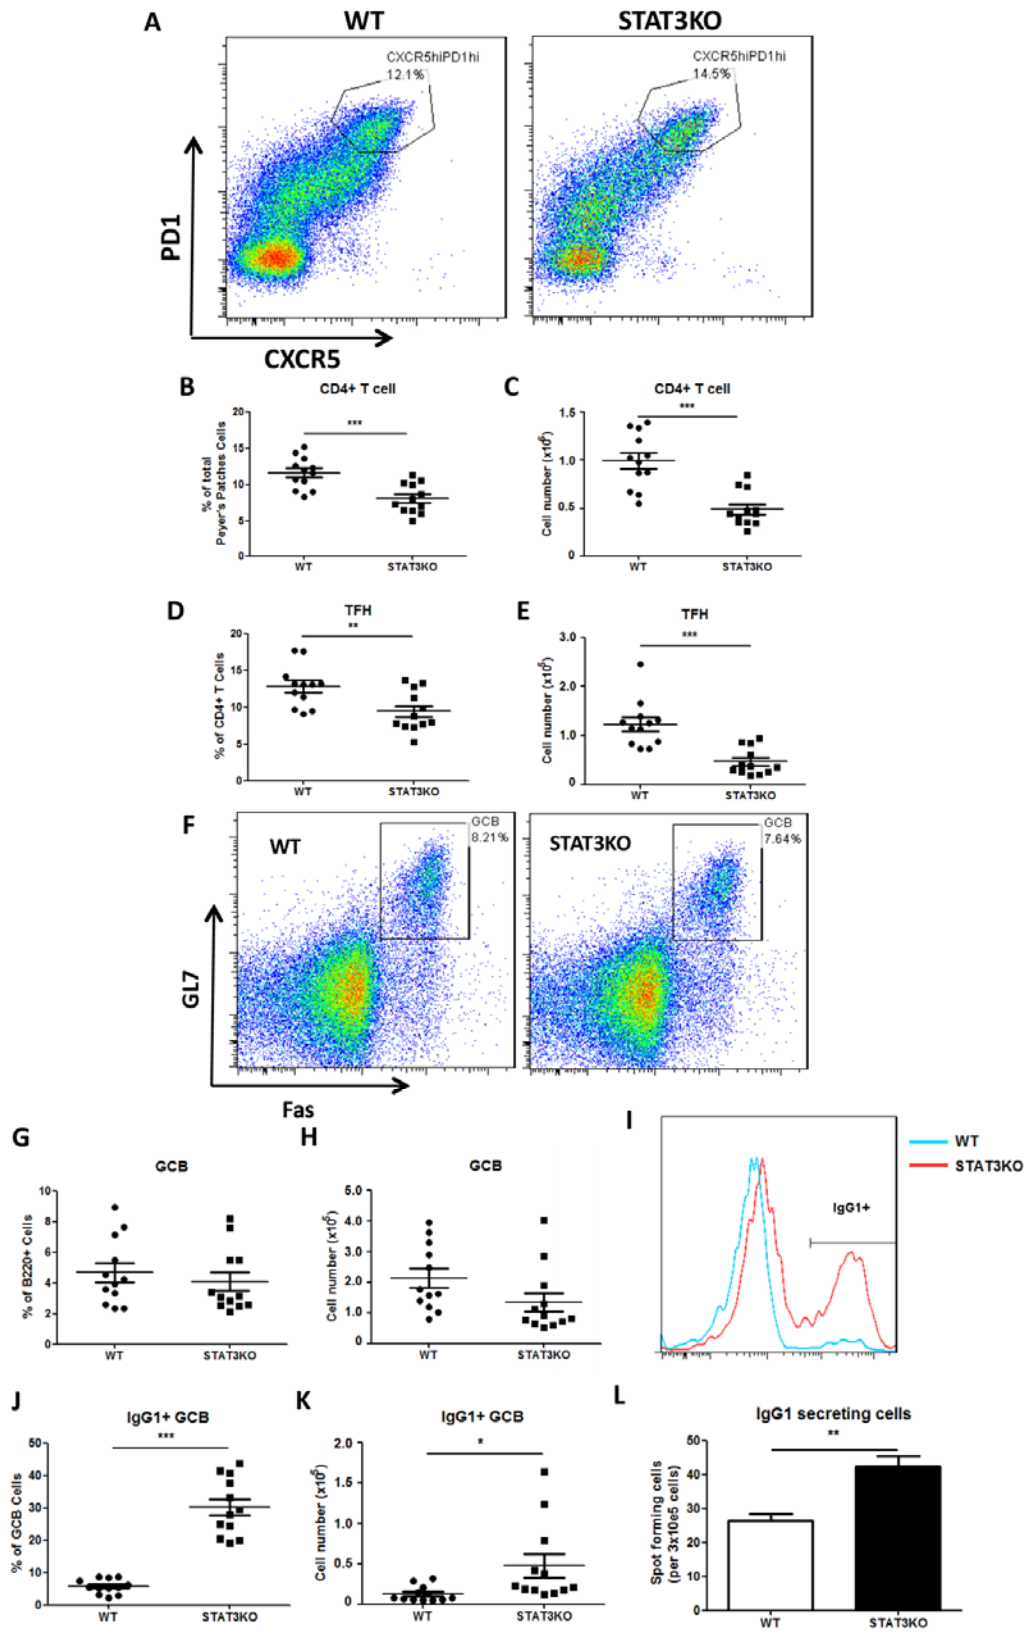 A
WT
STAT3KO
CXCR5hiPD1hi
12.1%
CXCR5hiPD1hi
14.5%
PD1
CXCR5
B
CD4+ T cell
***
20
15
10
5
0
% of total
Peyer's Patches Cells
WT
STAT3KO
C
CD4+ T cell
***
1.5
1.0
0.5
0
Cell number (x10⁶)
WT
STAT3KO
D
TFH
**
20
15
10
5
0
% of CD4+ T Cells
WT
STAT3KO
E
TFH
***
3.0
2.0
1.0
0
Cell number (x10⁵)
WT
STAT3KO
F
WT
GCB
8.21%
STAT3KO
GCB
7.64%
GL7
Fas
G
GCB
10
8
6
4
2
0
% of B220+ Cells
WT
STAT3KO
H
GCB
5.0
4.0
3.0
2.0
1.0
0
Cell number (x10⁵)
WT
STAT3KO
I
WT
STAT3KO
IgG1+
J
IgG1+ GCB
***
50
40
30
20
10
0
% of GCB Cells
WT
STAT3KO
K
IgG1+ GCB
*
2.0
1.5
1.0
0.5
0
Cell number (x10⁵)
WT
STAT3KO
L
IgG1 secreting cells
**
50
40
30
20
10
0
Spot forming cells
(per 3x10e5 cells)
WT
STAT3KO